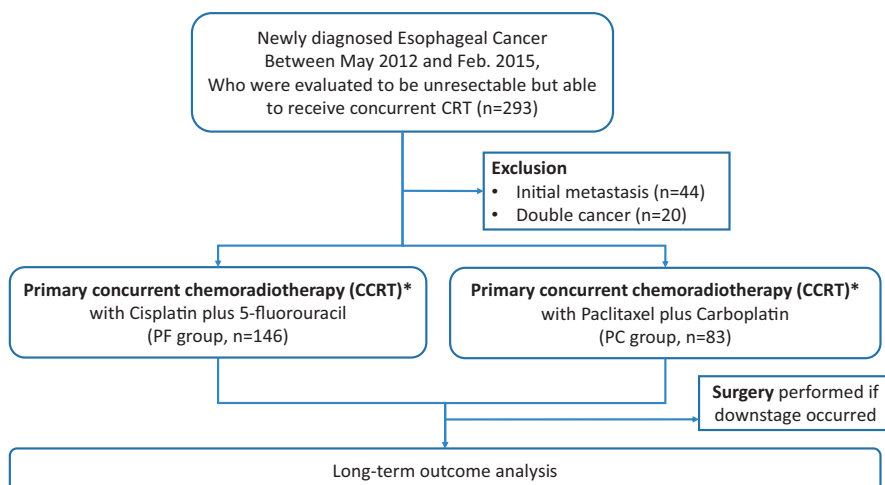 Newly diagnosed Esophageal Cancer
Between May 2012 and Feb. 2015,
Who were evaluated to be unresectable but able
to receive concurrent CRT (n=293)
Exclusion
• Initial metastasis (n=44)
• Double cancer (n=20)
Primary concurrent chemoradiotherapy (CCRT)*
with Cisplatin plus 5-fluorouracil
(PF group, n=146)
Primary concurrent chemoradiotherapy (CCRT)*
with Paclitaxel plus Carboplatin
(PC group, n=83)
Surgery performed if
downstage occurred
Long-term outcome analysis